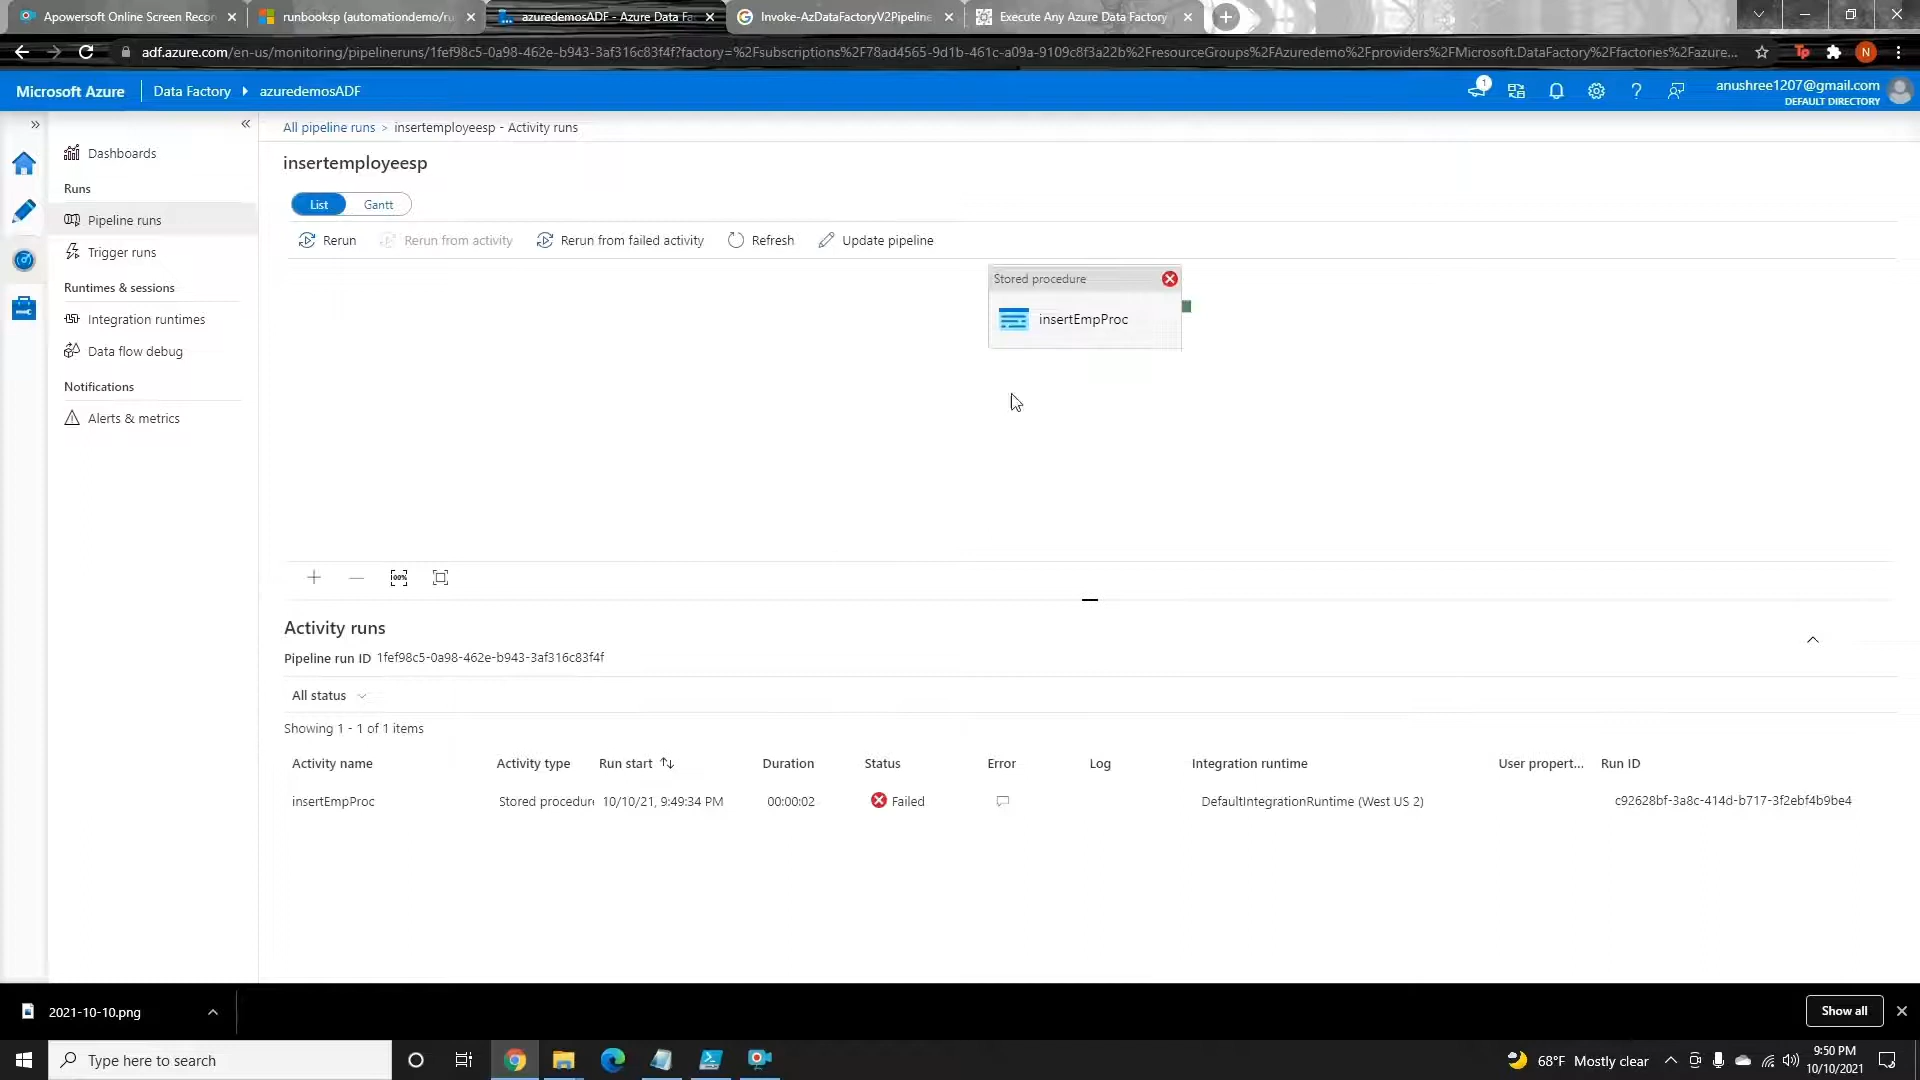 Apowersoft Online Screen Recor
runbooksp (automationdemo/ru
azuredemosADF - Azure Data Fa
Invoke-AzDataFactoryV2Pipeline
Execute Any Azure Data Factory
adf.azure.com/en-us/monitoring/pipelineruns/1fef98c5-0a98-462e-b943-3af316c83f4f?factory=%2Fsubscriptions%2F78ad4565-9d1b-461c-a09a-9109c8f3a22b%2FresourceGroups%2FAzuredemo%2Fproviders%2FMicrosoft.DataFactory%2Ffactories%2Fazure...
Tp
N
Microsoft Azure
Data Factory
azuredemosADF
1
anushree1207@gmail.com
DEFAULT DIRECTORY
Dashboards
Runs
Pipeline runs
Trigger runs
Runtimes & sessions
Integration runtimes
Data flow debug
Notifications
Alerts & metrics
All pipeline runs > insertemployeesp - Activity runs
insertemployeesp
List Gantt
Rerun
Rerun from activity
Rerun from failed activity
Refresh
Update pipeline
Stored procedure
insertEmpProc
Activity runs
Pipeline run ID 1fef98c5-0a98-462e-b943-3af316c83f4f
All status
Showing 1 - 1 of 1 items
Activity name Activity type Run start Duration Status Error Log Integration runtime User propert... Run ID
insertEmpProc Stored procedure 10/10/21, 9:49:34 PM 00:00:02 Failed DefaultIntegrationRuntime (West US 2) c92628bf-3a8c-414d-b717-3f2ebf4b9be4
2021-10-10.png
Show all
Type here to search
68°F Mostly clear
9:50 PM
10/10/2021